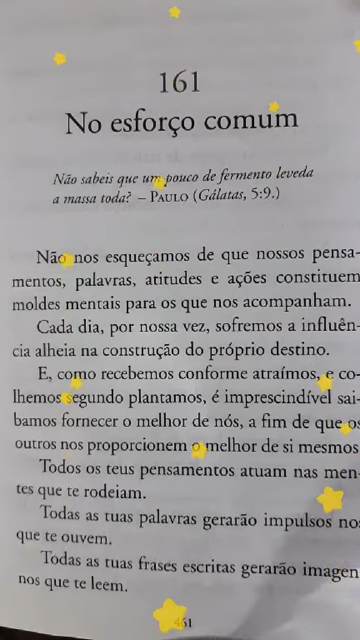 161
No esforço comum
Não sabeis que um pouco de fermento leveda
a massa toda? – PAULO (Gálatas, 5:9.)
Não nos esqueçamos de que nossos pensa-
mentos, palavras, atitudes e ações constituem
moldes mentais para os que nos acompanham.
Cada dia, por nossa vez, sofremos a influên-
cia alheia na construção do próprio destino.
E, como recebemos conforme atraímos, e co-
lhemos segundo plantamos, é imprescindível sai-
bamos fornecer o melhor de nós, a fim de que os
outros nos proporcionem o melhor de si mesmos
Todos os teus pensamentos atuam nas men-
tes que te rodeiam.
Todas as tuas palavras gerarão impulsos nos
que te ouvem.
Todas as tuas frases escritas gerarão imagen
nos que te leem.